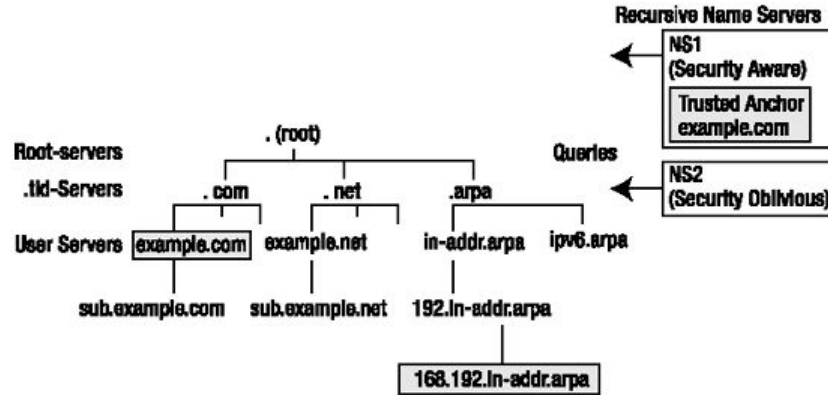 Recursive Name Servers
NS1
(Security Aware)
Trusted Anchor
example.com
. (root)
Root-servers
Queries
NS2
(Security Oblivious)
.tld-Servers
. com
. net
.arpa
User Servers
example.com
example.net
in-addr.arpa
ipv6.arpa
sub.example.com
sub.example.net
192.in-addr.arpa
168.192.in-addr.arpa